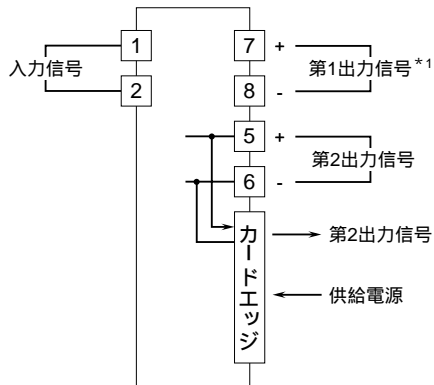 入力信号
1
2
7 +
8 -
第1出力信号*1
5 +
6 -
第2出力信号
カードエッジ
第2出力信号
供給電源